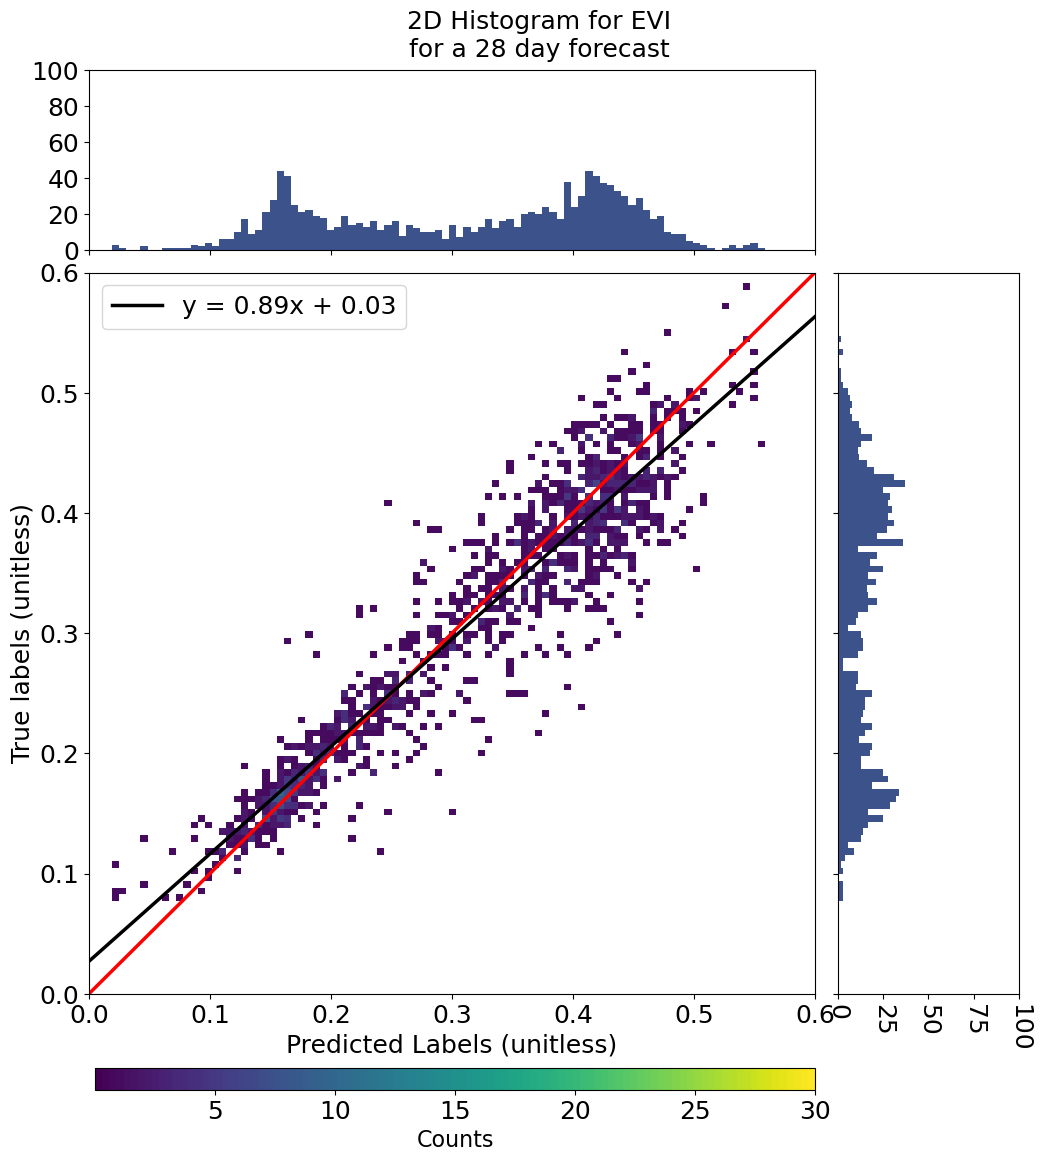 2D Histogram for EVI
for a 28 day forecast
100
80
60
40
20
0
0.6
0.5
0.4
0.3
0.2
0.1
0.0
True labels (unitless)
y = 0.89x + 0.03
0.0 0.1 0.2 0.3 0.4 0.5 0.6
Predicted Labels (unitless)
0 25 50 75 100
5 10 15 20 25 30
Counts